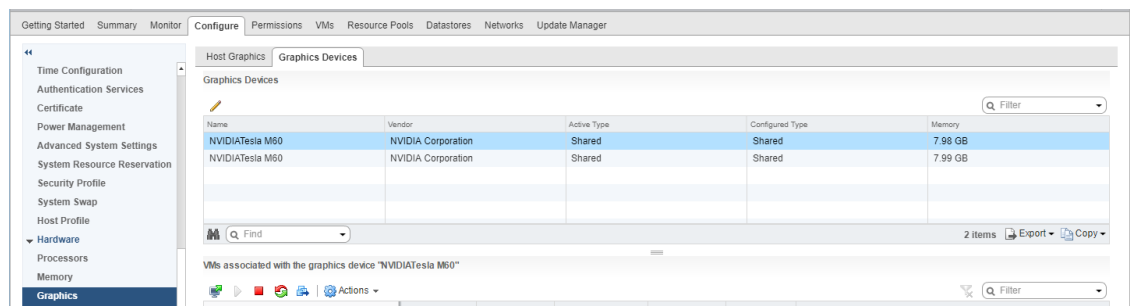 Getting Started Summary Monitor Configure Permissions VMs Resource Pools Datastores Networks Update Manager
Time Configuration
Authentication Services
Certificate
Power Management
Advanced System Settings
System Resource Reservation
Security Profile
System Swap
Host Profile
Hardware
Processors
Memory
Graphics
Host Graphics Graphics Devices
Graphics Devices
Filter
Name Vendor Active Type Configured Type Memory
NVIDIATesla M60 NVIDIA Corporation Shared Shared 7.98 GB
NVIDIATesla M60 NVIDIA Corporation Shared Shared 7.99 GB
Find 2 items Export Copy
VMs associated with the graphics device "NVIDIATesla M60"
Actions Filter